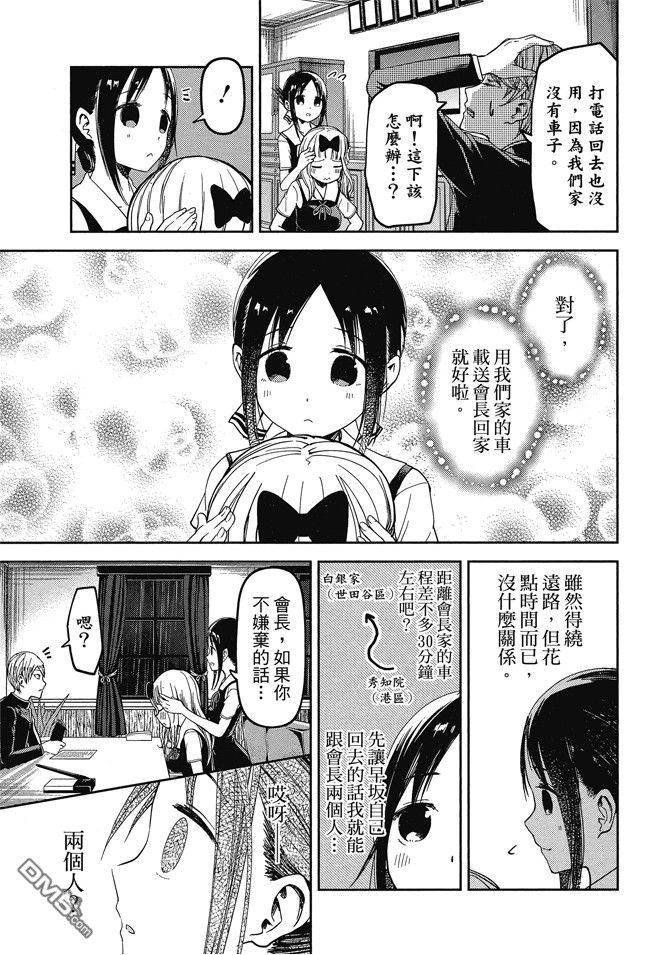 打電話回去也沒
用，因為我們家
沒有車子。
啊！這下該
怎麼辦…？
！
對了，
用我們家的車
載送會長回家
就好啦。
雖然得繞
遠路，但花
點時間而已，
沒什麼關係。
距離會長家的車
程差不多30分鐘
左右吧？
白銀家
（世田谷區）
秀知院
（港區）
先讓早坂自己
回去的話我就能
跟會長兩個人…
會長，如果你
不嫌棄的話…
嗯？
哎呀—
兩個人？
DM5.com